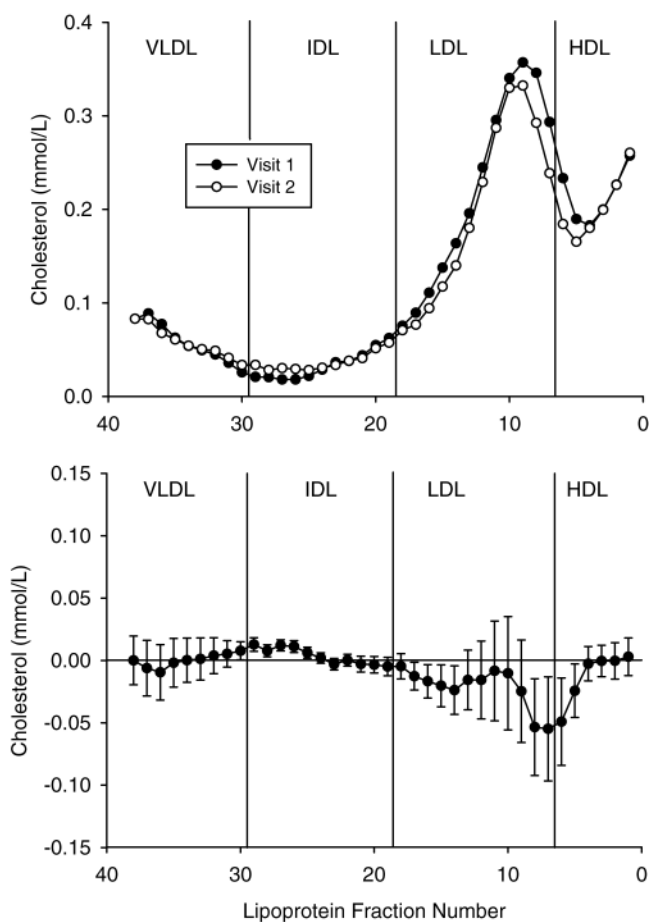 0.4
VLDL IDL LDL HDL
0.3
Visit 1
Visit 2
0.2
Cholesterol (mmol/L)
0.1
0.0
40 30 20 10 0
0.15
VLDL IDL LDL HDL
0.10
0.05
0.00
Cholesterol (mmol/L)
-0.05
-0.10
-0.15
40 30 20 10 0
Lipoprotein Fraction Number